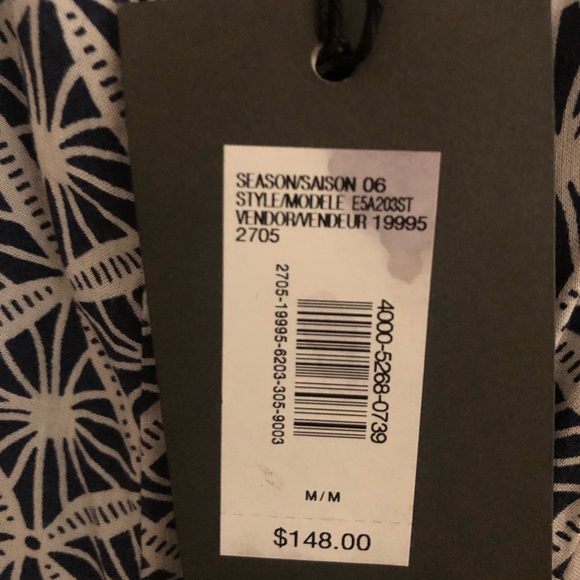 SEASON/SAISON 06
STYLE/MODELE E5A203ST
VENDOR/VENDEUR 19995
2705
4000-5268-0739
2705-19995-6203-305-9003
M/M
$148.00